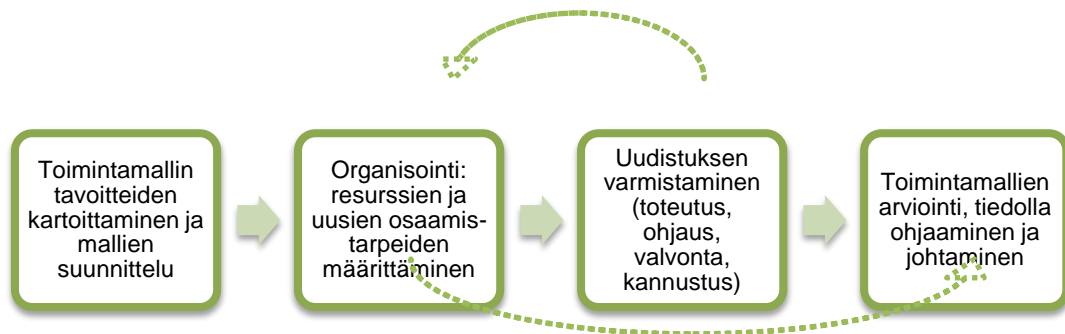 Toimintamallin
tavoitteiden
kartoittaminen ja
mallien
suunnittelu
Organisointi:
resurssien ja
uusien osaamis-
tarpeiden
määrittäminen
Uudistuksen
varmistaminen
(toteutus,
ohjaus,
valvonta,
kannustus)
Toimintamallien
arviointi, tiedolla
ohjaaminen ja
johtaminen